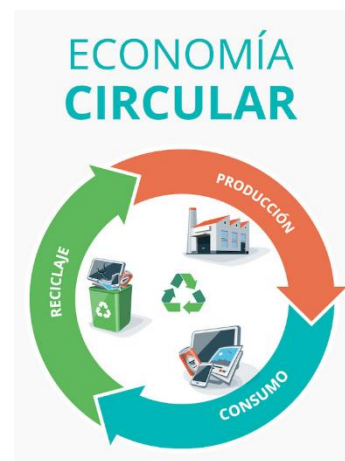 ECONOMÍA
CIRCULAR
PRODUCCIÓN
CONSUMO
RECICLAJE